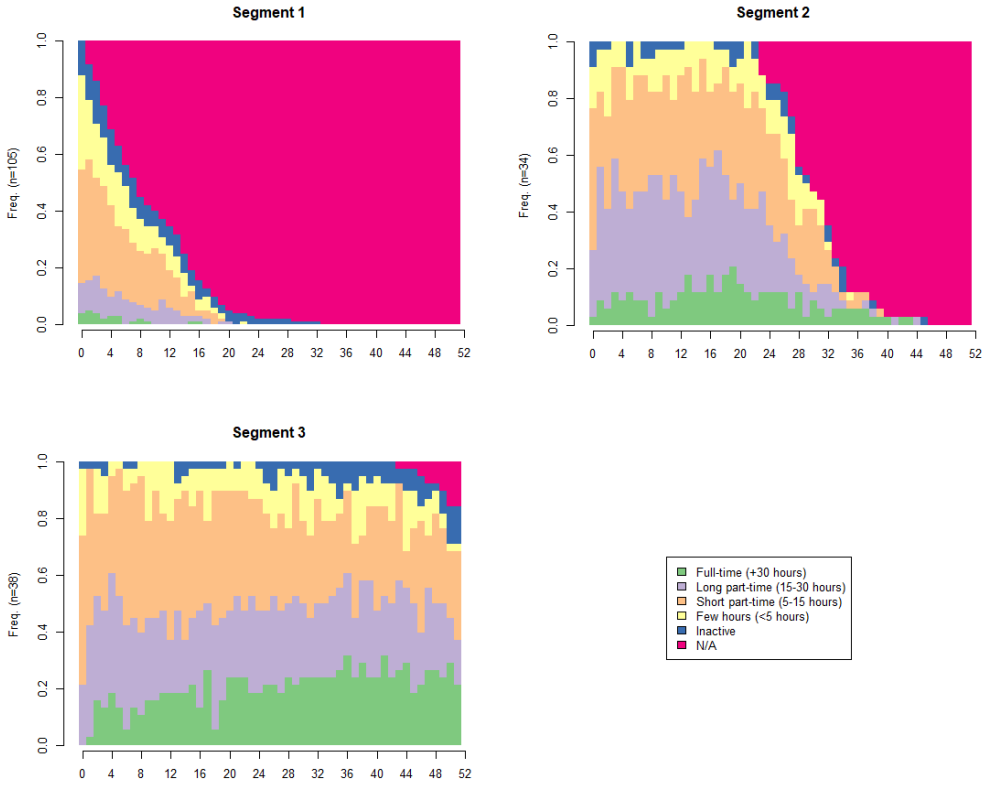 Segment 1
Freq. (n=105)
0.0 0.2 0.4 0.6 0.8 1.0
0 4 8 12 16 20 24 28 32 36 40 44 48 52
Segment 2
Freq. (n=34)
0.0 0.2 0.4 0.6 0.8 1.0
0 4 8 12 16 20 24 28 32 36 40 44 48 52
Segment 3
Freq. (n=38)
0.0 0.2 0.4 0.6 0.8 1.0
0 4 8 12 16 20 24 28 32 36 40 44 48 52
Full-time (+30 hours)
Long part-time (15-30 hours)
Short part-time (5-15 hours)
Few hours (<5 hours)
Inactive
N/A